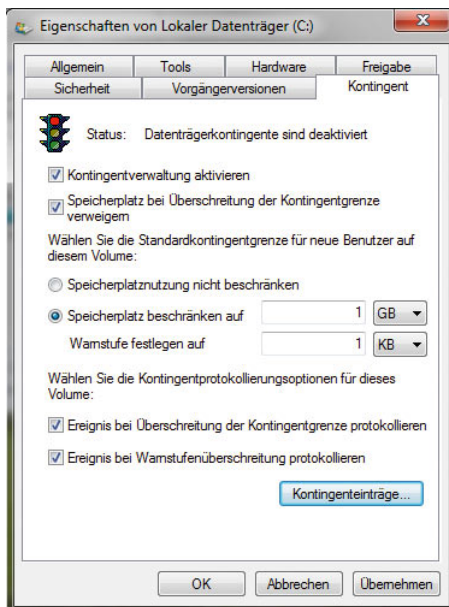 Eigenschaften von Lokaler Datenträger (C:)
Allgemein Tools Hardware Freigabe
Sicherheit Vorgängerversionen Kontingent
Status: Datenträgerkontingente sind deaktiviert
Kontingentverwaltung aktivieren
Speicherplatz bei Überschreitung der Kontingentgrenze
verweigern
Wählen Sie die Standardkontingentgrenze für neue Benutzer auf
diesem Volume:
Speicherplatznutzung nicht beschränken
Speicherplatz beschränken auf 1 GB
Warnstufe festlegen auf 1 KB
Wählen Sie die Kontingentprotokollierungsoptionen für dieses
Volume:
Ereignis bei Überschreitung der Kontingentgrenze protokollieren
Ereignis bei Warnstufenüberschreitung protokollieren
Kontingenteinträge...
OK Abbrechen Übernehmen